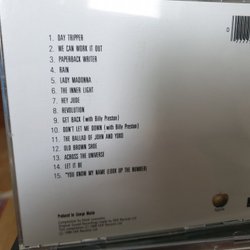 1. DAY TRIPPER
2. WE CAN WORK IT OUT
3. PAPERBACK WRITER
4. RAIN
5. LADY MADONNA
6. THE INNER LIGHT
7. HEY JUDE
8. REVOLUTION
9. GET BACK (with Billy Preston)
10. DON'T LET ME DOWN (with Billy Preston)
11. THE BALLAD OF JOHN AND YOKO
12. OLD BROWN SHOE
13. ACROSS THE UNIVERSE
14. LET IT BE
15. "YOU KNOW MY NAME (LOOK UP THE NUMBER)
Produced by George Martin